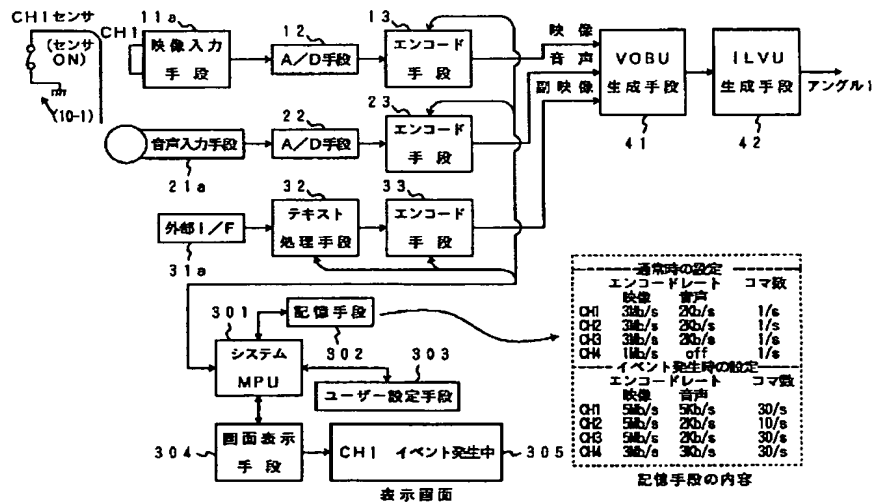 CH1センサ
(センサ
ON)
(10-1)
11a
CH1
映像入力
手段
12
A/D手段
13
エンコード
手段
映像
音声
副映像
VOBU
生成手段
41
ILVU
生成手段
42
アングル1
音声入力手段
21a
22
A/D手段
23
エンコード
手段
外部I/F
31a
32
テキスト
処理手段
33
エンコード
手段
301
システム
MPU
記憶手段
302
303
ユーザー設定手段
304
画面表示
手段
CH1 イベント発生中
305
表示画面
通常時の設定
エンコードレート コマ数
映像 音声
CH1 3Mb/s 2Kb/s 1/s
CH2 3Mb/s 2Kb/s 1/s
CH3 3Mb/s 2Kb/s 1/s
CH4 1Mb/s off 1/s
イベント発生時の設定
エンコードレート コマ数
映像 音声
CH1 5Mb/s 5Kb/s 30/s
CH2 5Mb/s 2Kb/s 10/s
CH3 5Mb/s 2Kb/s 30/s
CH4 3Mb/s 3Kb/s 30/s
記憶手段の内容